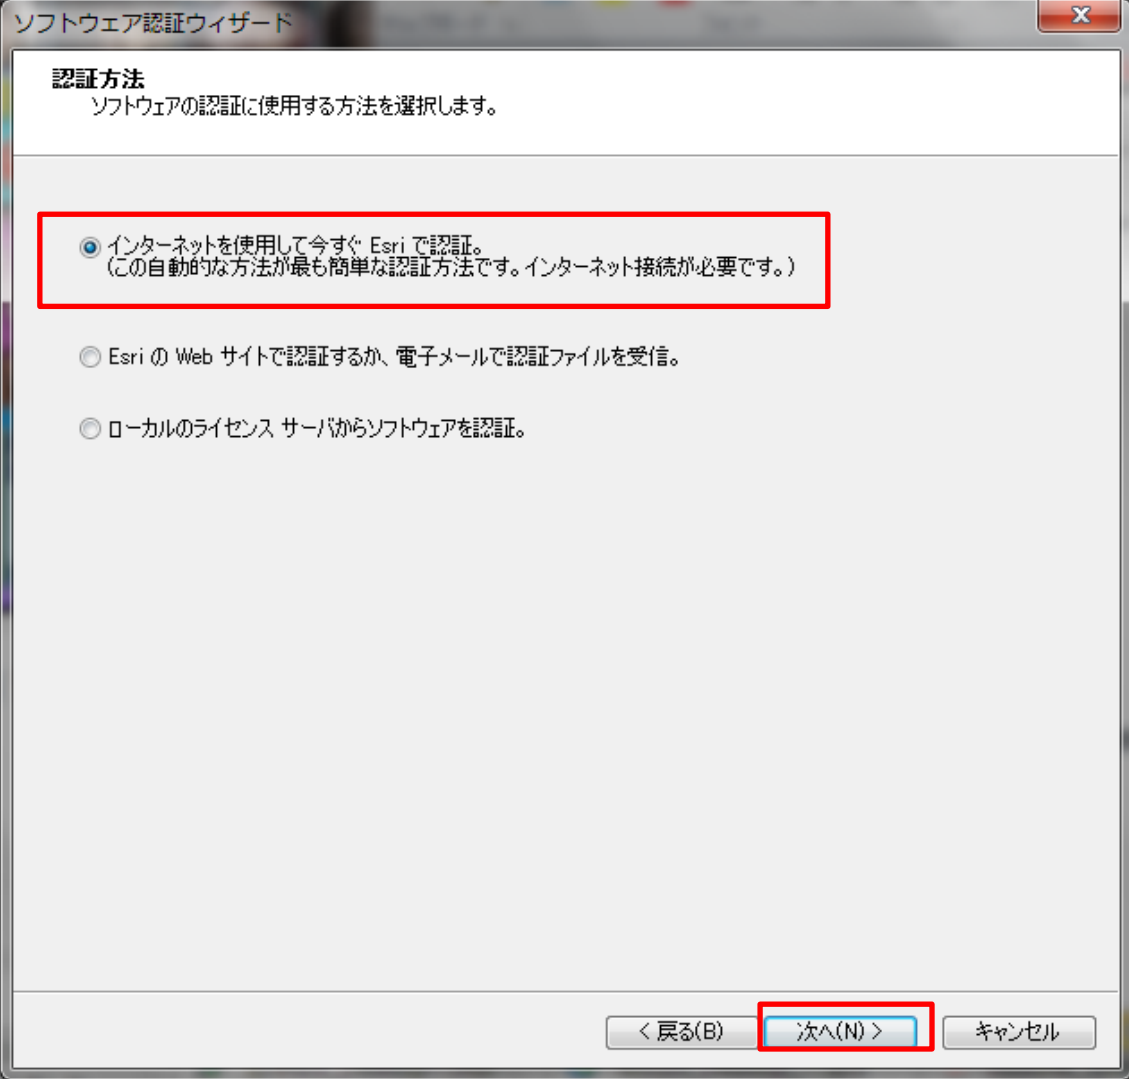 ソフトウェア認証ウィザード
認証方法
ソフトウェアの認証に使用する方法を選択します。
インターネットを使用して今すぐ Esri で認証。
(この自動的な方法が最も簡単な認証方法です。インターネット接続が必要です。)
Esri の Web サイトで認証するか、電子メールで認証ファイルを受信。
ローカルのライセンス サーバからソフトウェアを認証。
< 戻る(B)
次へ(N) >
キャンセル